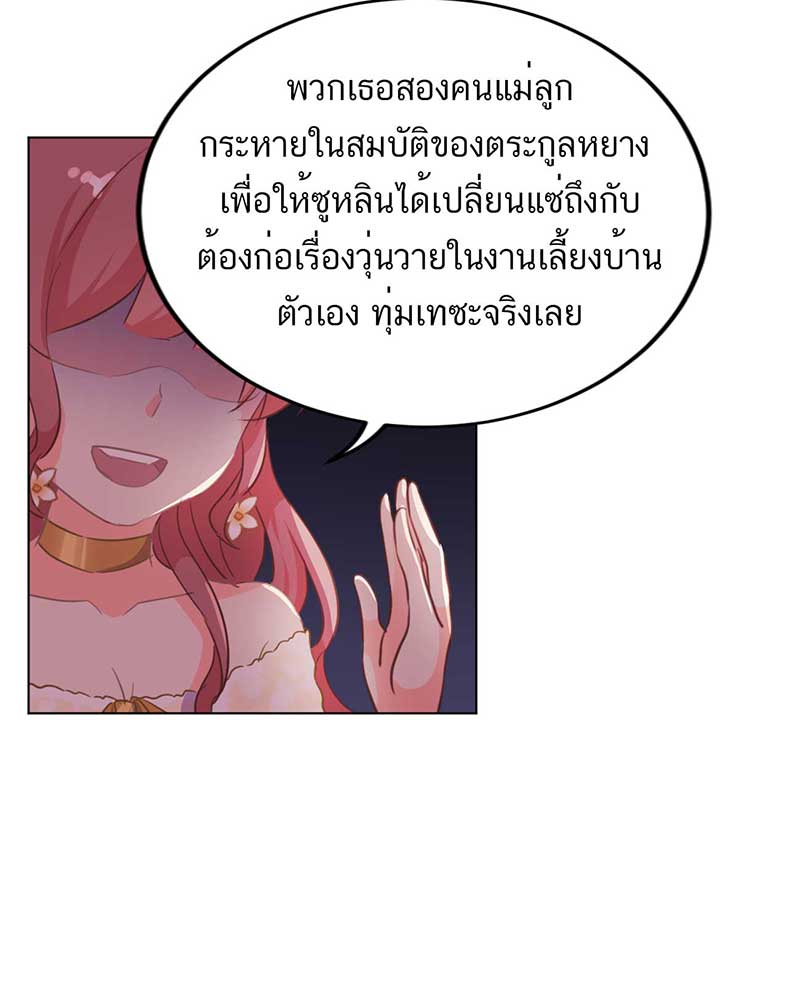 พวกเธอสองคนแม่ลูก
กระหายในสมบัติของตระกูลหยาง
เพื่อให้ซูหลินได้เปลี่ยนแซ่ถึงกับ
ต้องก่อเรื่องวุ่นวายในงานเลี้ยงบ้าน
ตัวเอง ทุ่มเทซะจริงเลย